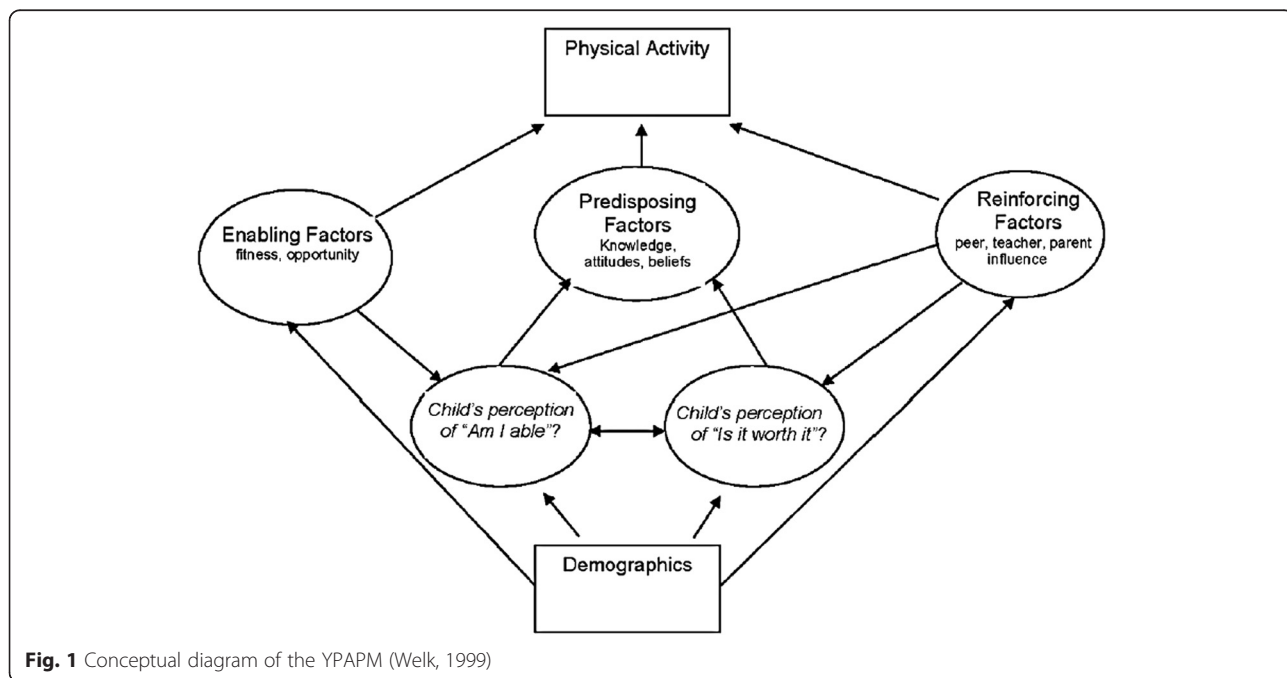 Physical Activity
Predisposing
Factors
Knowledge,
attitudes, beliefs
Enabling Factors
fitness, opportunity
Reinforcing
Factors
peer, teacher, parent
influence
Child's perception
of "Am I able"?
Child's perception
of "Is it worth it"?
Demographics
Fig. 1 Conceptual diagram of the YPAPM (Welk, 1999)